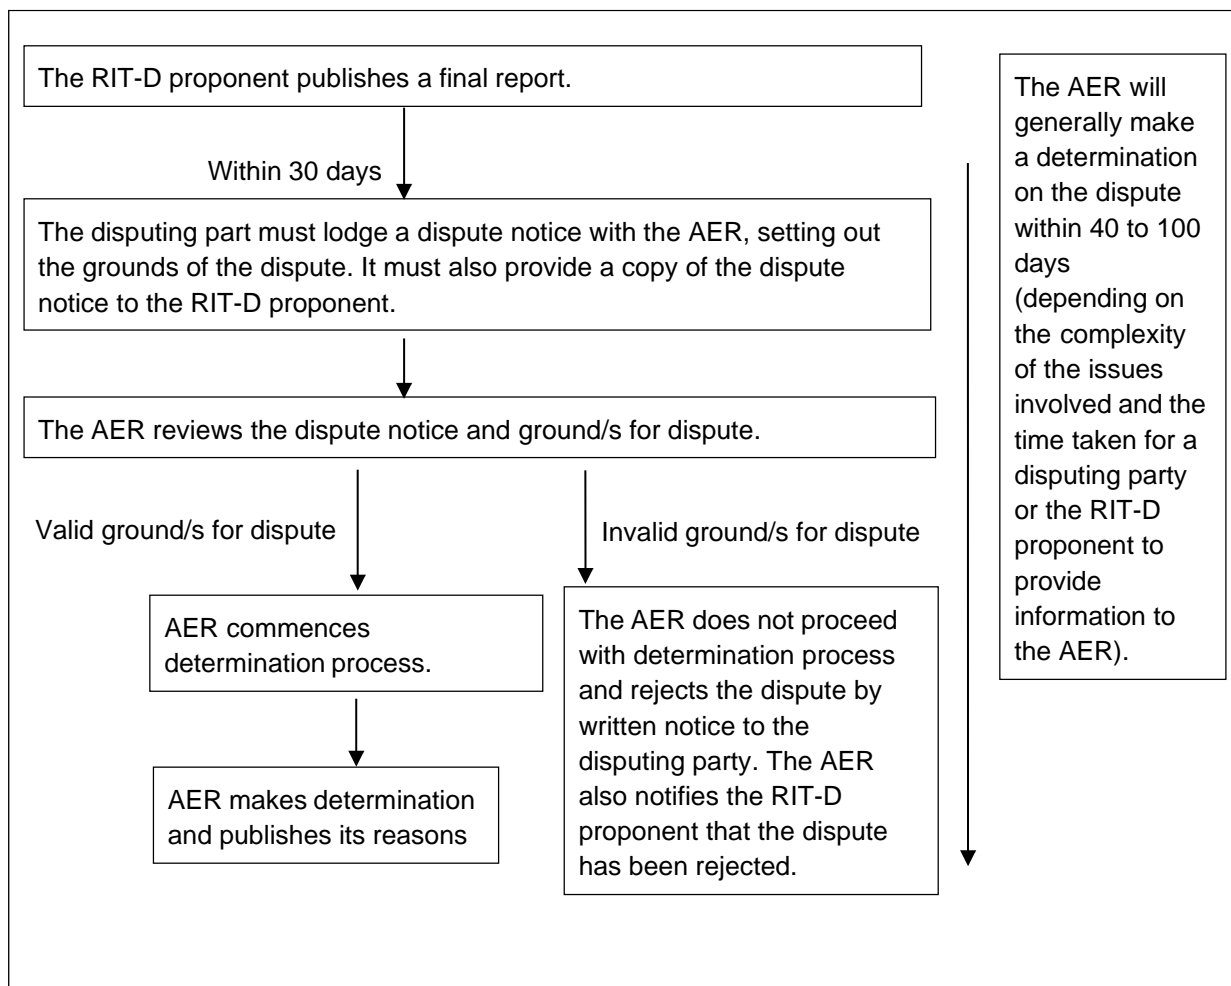 The RIT-D proponent publishes a final report.
Within 30 days
The disputing part must lodge a dispute notice with the AER, setting out
the grounds of the dispute. It must also provide a copy of the dispute
notice to the RIT-D proponent.
The AER reviews the dispute notice and ground/s for dispute.
Valid ground/s for dispute
Invalid ground/s for dispute
AER commences
determination process.
AER makes determination
and publishes its reasons
The AER does not proceed
with determination process
and rejects the dispute by
written notice to the
disputing party. The AER
also notifies the RIT-D
proponent that the dispute
has been rejected.
The AER will
generally make
a determination
on the dispute
within 40 to 100
days
(depending on
the complexity
of the issues
involved and the
time taken for a
disputing party
or the RIT-D
proponent to
provide
information to
the AER).